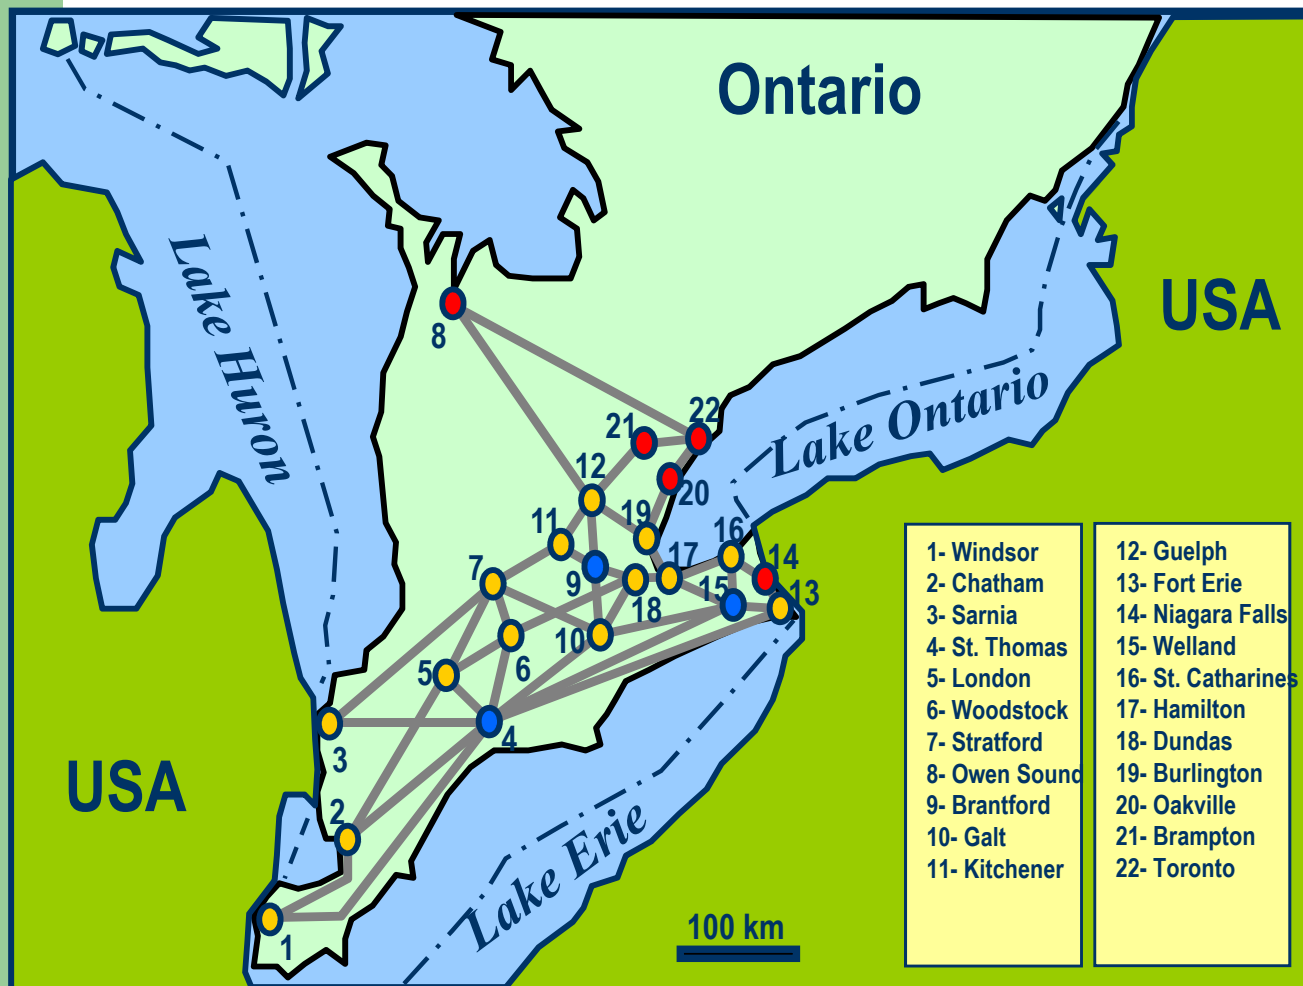 Ontario
USA
Lake Huron
Lake Ontario
USA
Lake Erie
100 km
8
21
22
12
20
11
19
16
7
9
17
14
15
13
18
10
5
6
3
4
2
1
1- Windsor
2- Chatham
3- Sarnia
4- St. Thomas
5- London
6- Woodstock
7- Stratford
8- Owen Sound
9- Brantford
10- Galt
11- Kitchener
12- Guelph
13- Fort Erie
14- Niagara Falls
15- Welland
16- St. Catharines
17- Hamilton
18- Dundas
19- Burlington
20- Oakville
21- Brampton
22- Toronto